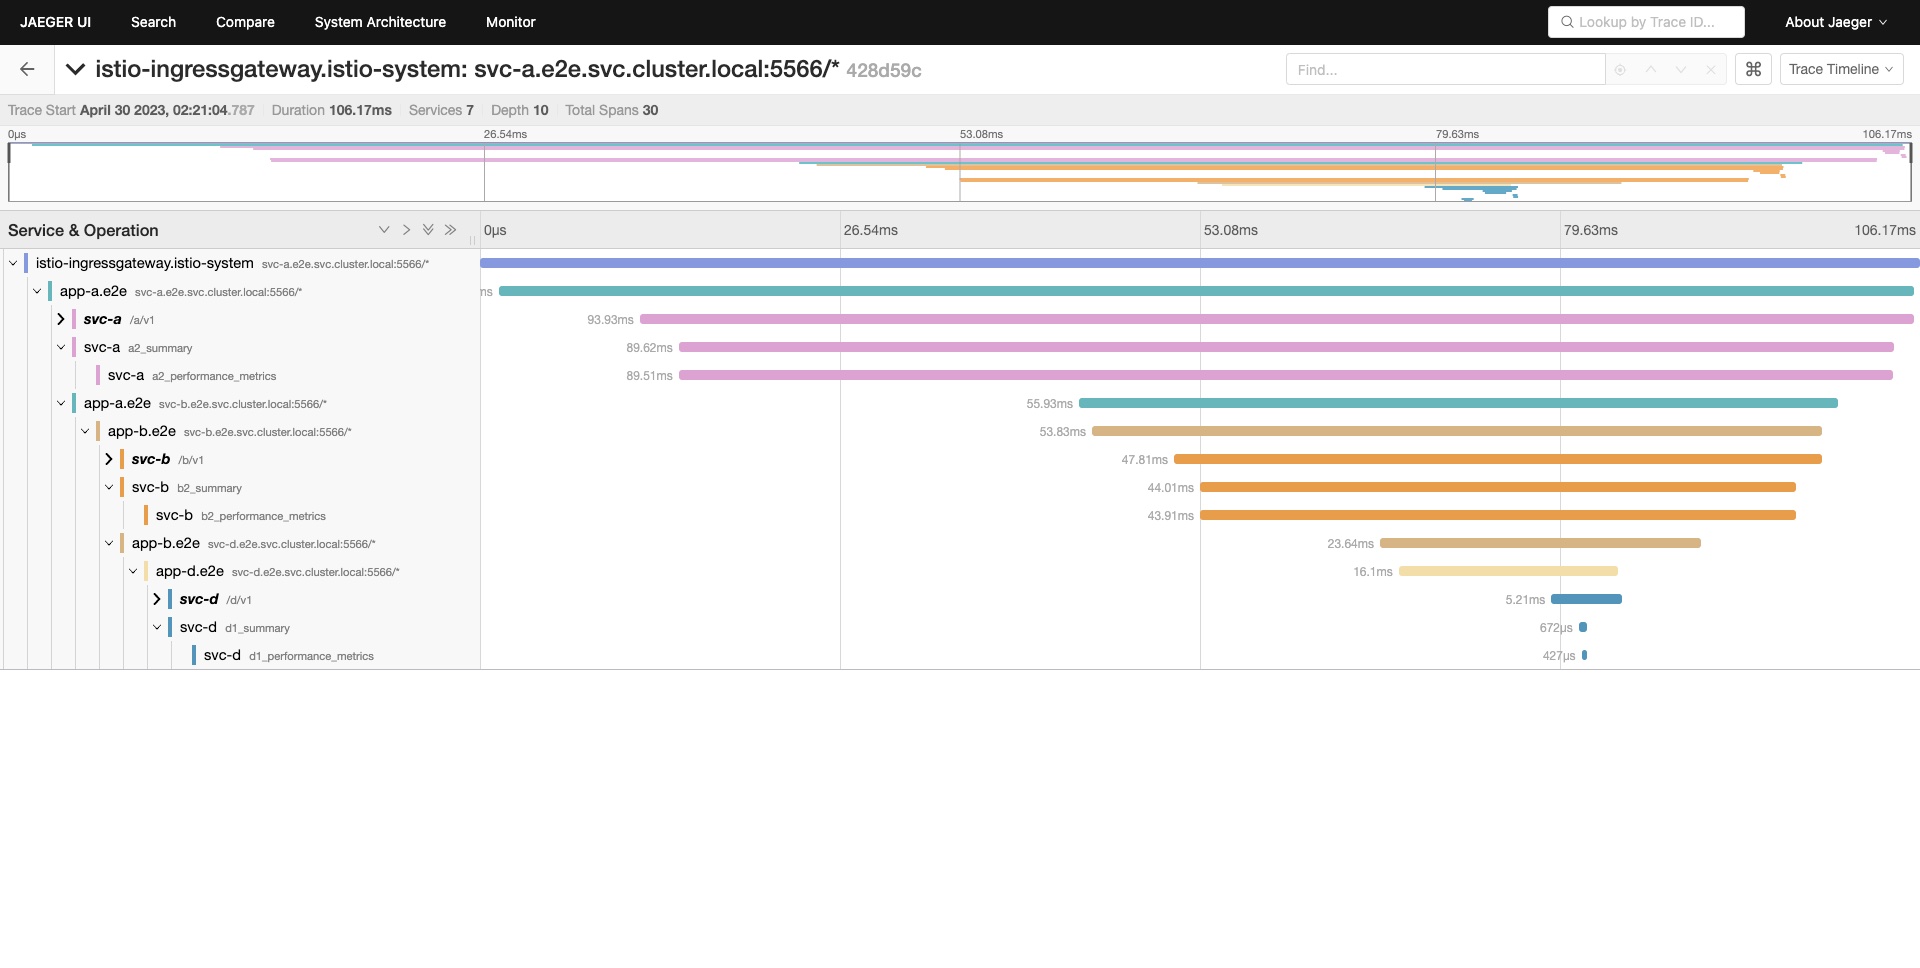 JAEGER UI Search Compare System Architecture Monitor Lookup by Trace ID... About Jaeger
istio-ingressgateway.istio-system: svc-a.e2e.svc.cluster.local:5566/* 428d59c Find... ⌘ Trace Timeline
Trace Start April 30 2023, 02:21:04.787 Duration 106.17ms Services 7 Depth 10 Total Spans 30
0μs 26.54ms 53.08ms 79.63ms 106.17ms
Service & Operation 0μs 26.54ms 53.08ms 79.63ms 106.17ms
istio-ingressgateway.istio-system svc-a.e2e.svc.cluster.local:5566/*
app-a.e2e svc-a.e2e.svc.cluster.local:5566/* ms
svc-a /a/v1 93.93ms
svc-a a2_summary 89.62ms
svc-a a2_performance_metrics 89.51ms
app-a.e2e svc-b.e2e.svc.cluster.local:5566/* 55.93ms
app-b.e2e svc-b.e2e.svc.cluster.local:5566/* 53.83ms
svc-b /b/v1 47.81ms
svc-b b2_summary 44.01ms
svc-b b2_performance_metrics 43.91ms
app-b.e2e svc-d.e2e.svc.cluster.local:5566/* 23.64ms
app-d.e2e svc-d.e2e.svc.cluster.local:5566/* 16.1ms
svc-d /d/v1 5.21ms
svc-d d1_summary 672μs
svc-d d1_performance_metrics 427μs